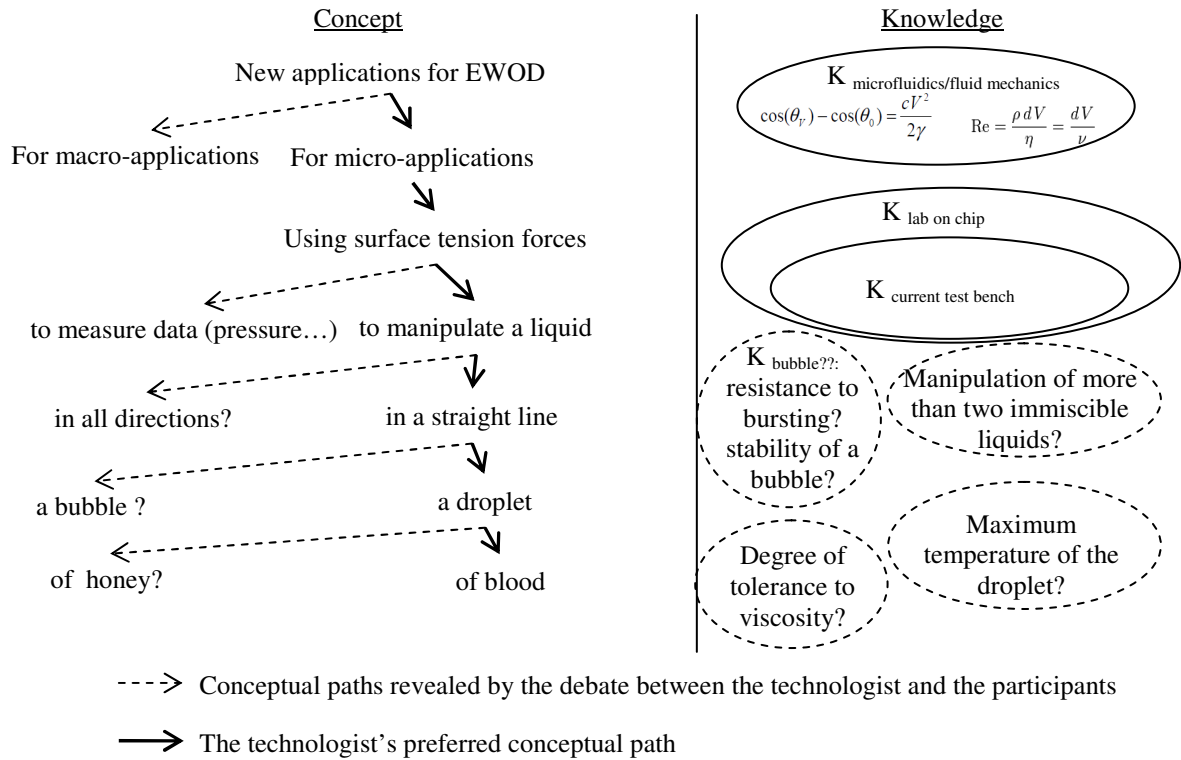 Concept
New applications for EWOD
For macro-applications
For micro-applications
Using surface tension forces
to measure data (pressure…)
to manipulate a liquid
in all directions?
in a straight line
a bubble ?
a droplet
of honey?
of blood
Knowledge
K microfluidics/fluid mechanics
cos(θ_V) − cos(θ_0) = cV²/2γ
Re = ρ dV/η = dV/ν
K lab on chip
K current test bench
K bubble??:
resistance to
bursting?
stability of a
bubble?
Manipulation of more
than two immiscible
liquids?
Degree of
tolerance to
viscosity?
Maximum
temperature of the
droplet?
Conceptual paths revealed by the debate between the technologist and the participants
The technologist’s preferred conceptual path